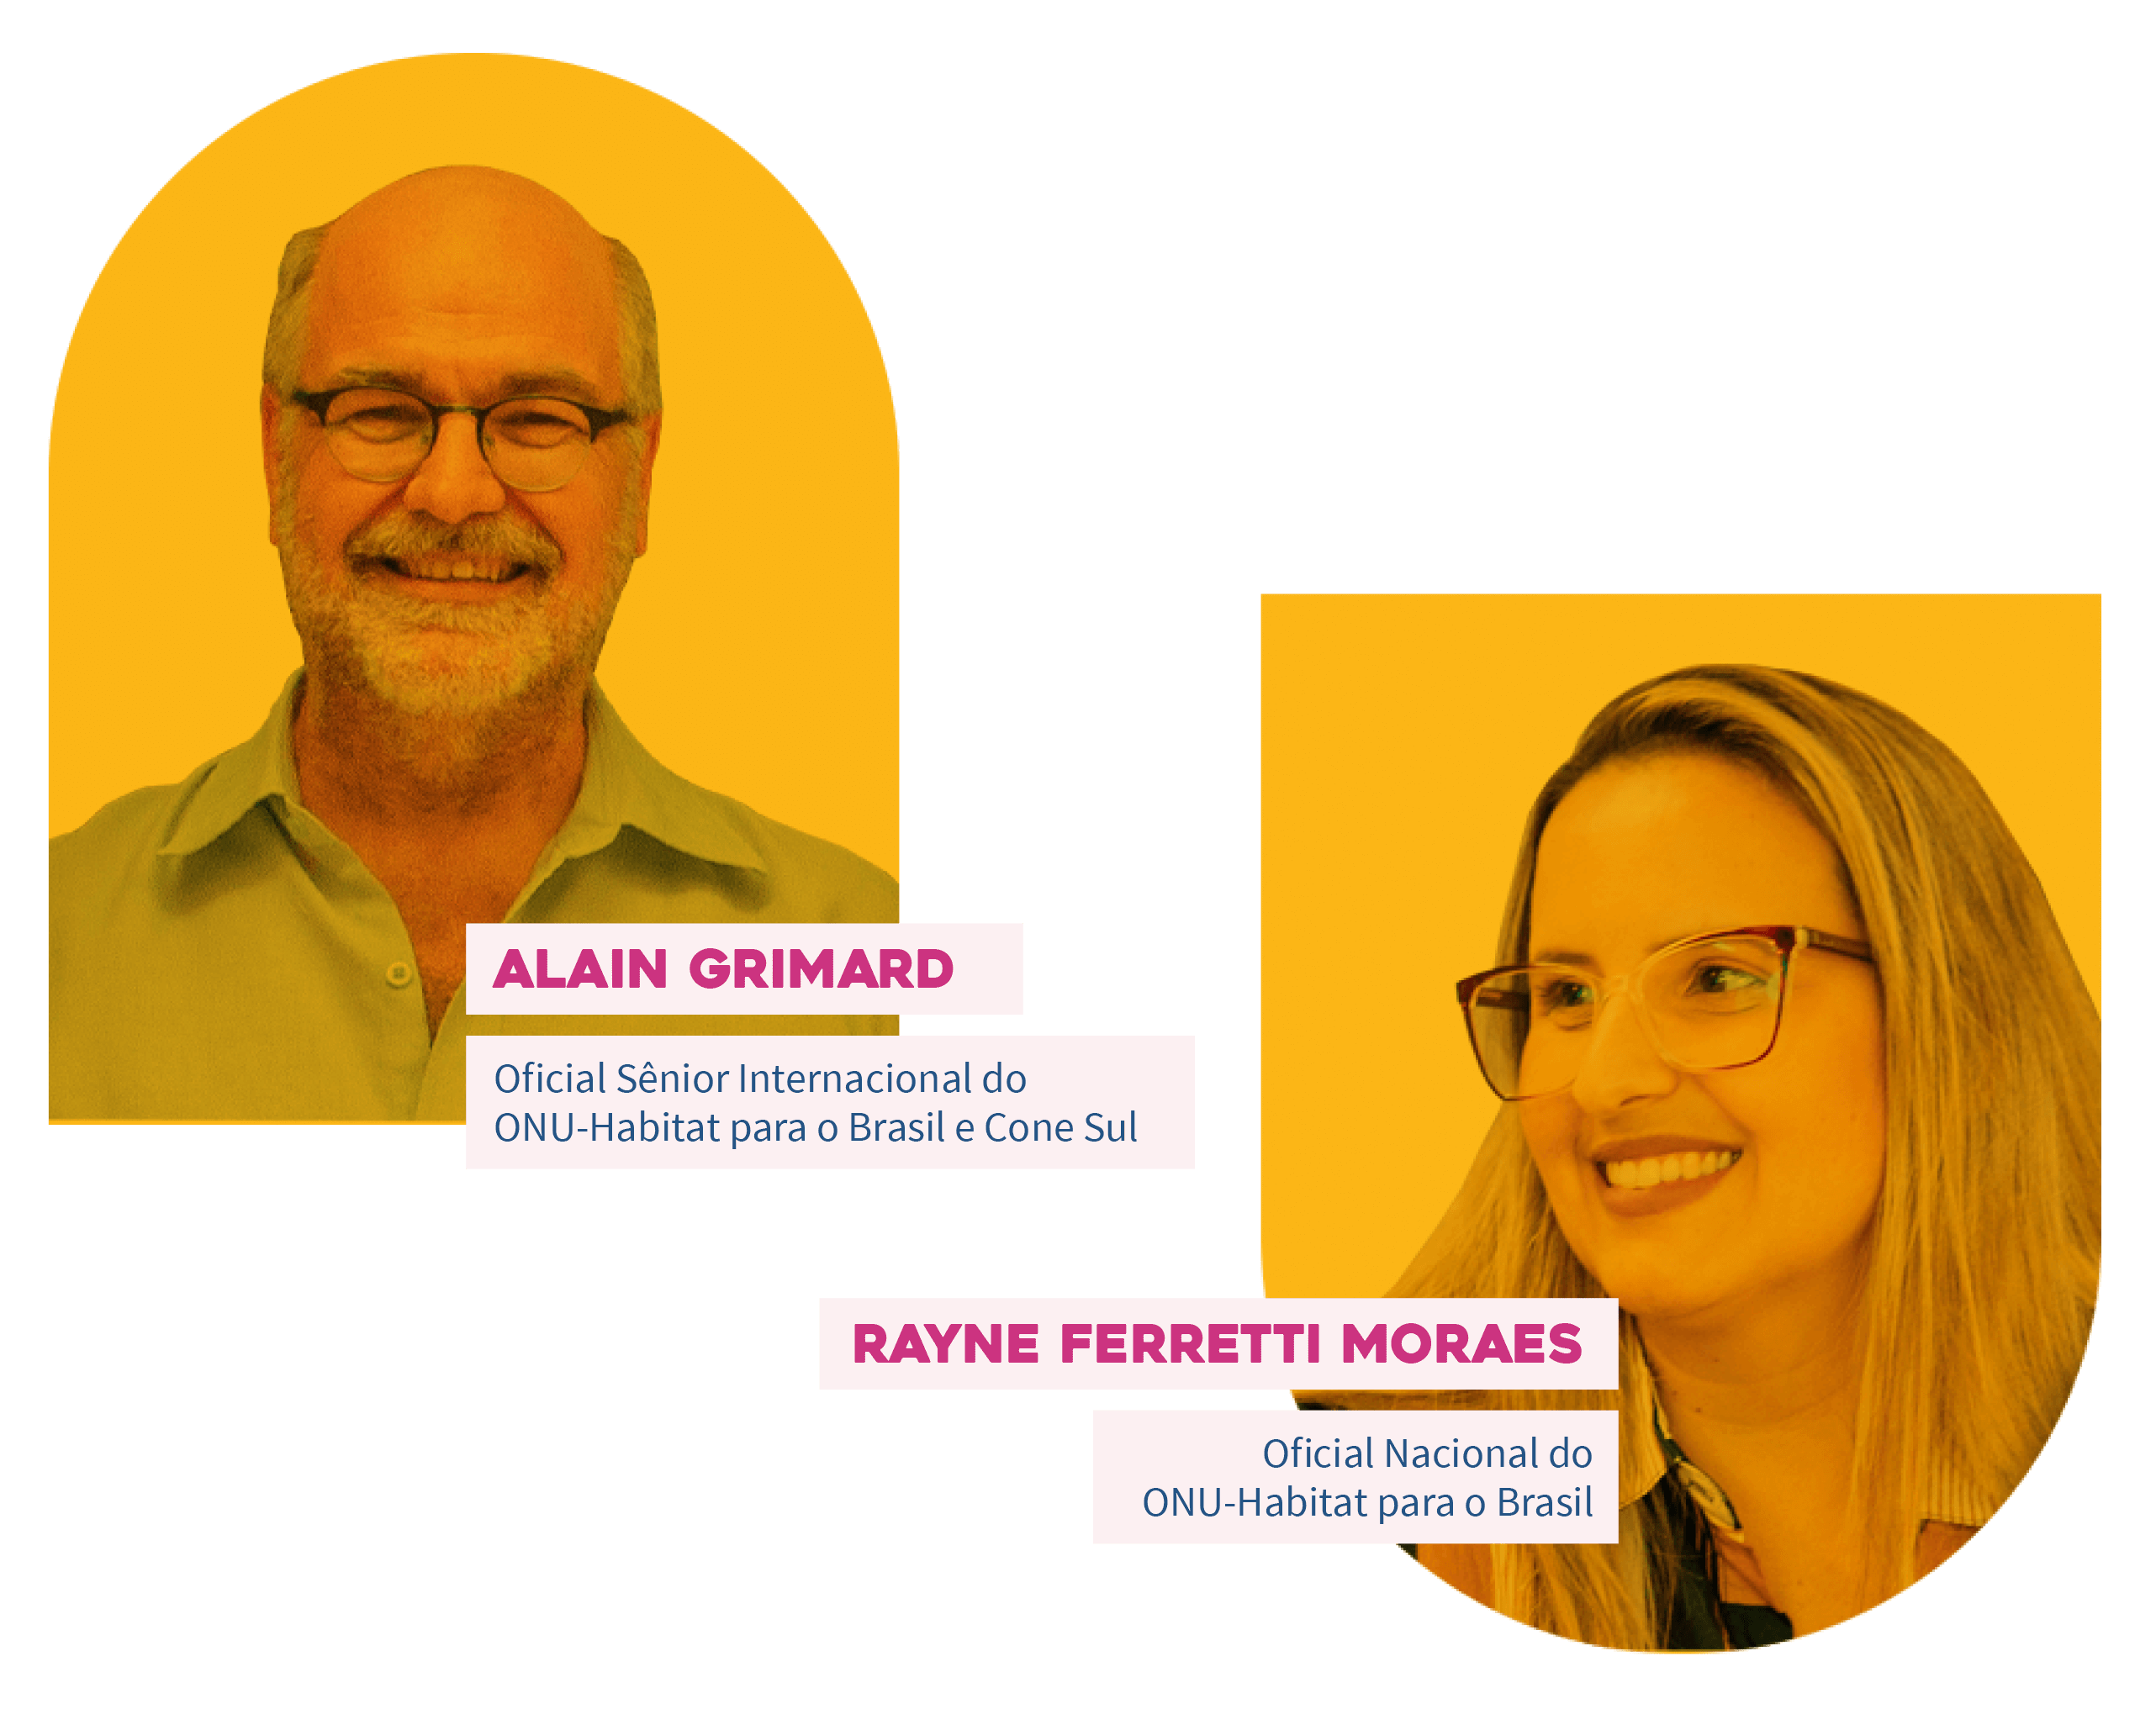 ALAIN GRIMARD
Oficial Sênior Internacional do
ONU-Habitat para o Brasil e Cone Sul
RAYNE FERRETTI MORAES
Oficial Nacional do
ONU-Habitat para o Brasil